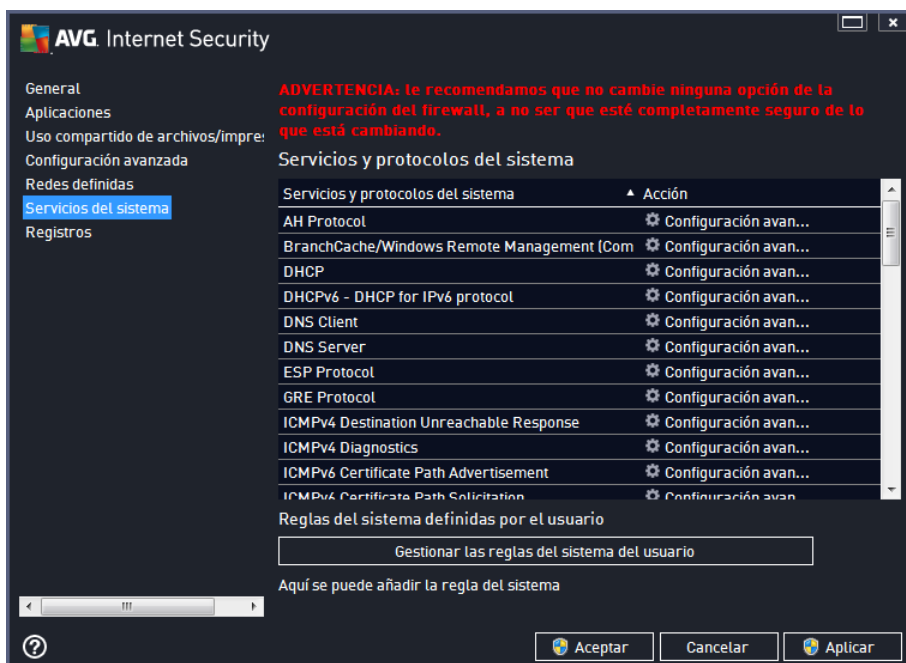 AVG. Internet Security
General
Aplicaciones
Uso compartido de archivos/impre
Configuración avanzada
Redes definidas
Servicios del sistema
Registros
ADVERTENCIA: le recomendamos que no cambie ninguna opción de la
configuración del firewall, a no ser que esté completamente seguro de lo
que está cambiando.
Servicios y protocolos del sistema
Servicios y protocolos del sistema Acción
AH Protocol Configuración avan...
BranchCache/Windows Remote Management (Com Configuración avan...
DHCP Configuración avan...
DHCPv6 - DHCP for IPv6 protocol Configuración avan...
DNS Client Configuración avan...
DNS Server Configuración avan...
ESP Protocol Configuración avan...
GRE Protocol Configuración avan...
ICMPv4 Destination Unreachable Response Configuración avan...
ICMPv4 Diagnostics Configuración avan...
ICMPv6 Certificate Path Advertisement Configuración avan...
ICMPv6 Certificate Path Solicitation Configuración avan
Reglas del sistema definidas por el usuario
Gestionar las reglas del sistema del usuario
Aquí se puede añadir la regla del sistema
Aceptar
Cancelar
Aplicar